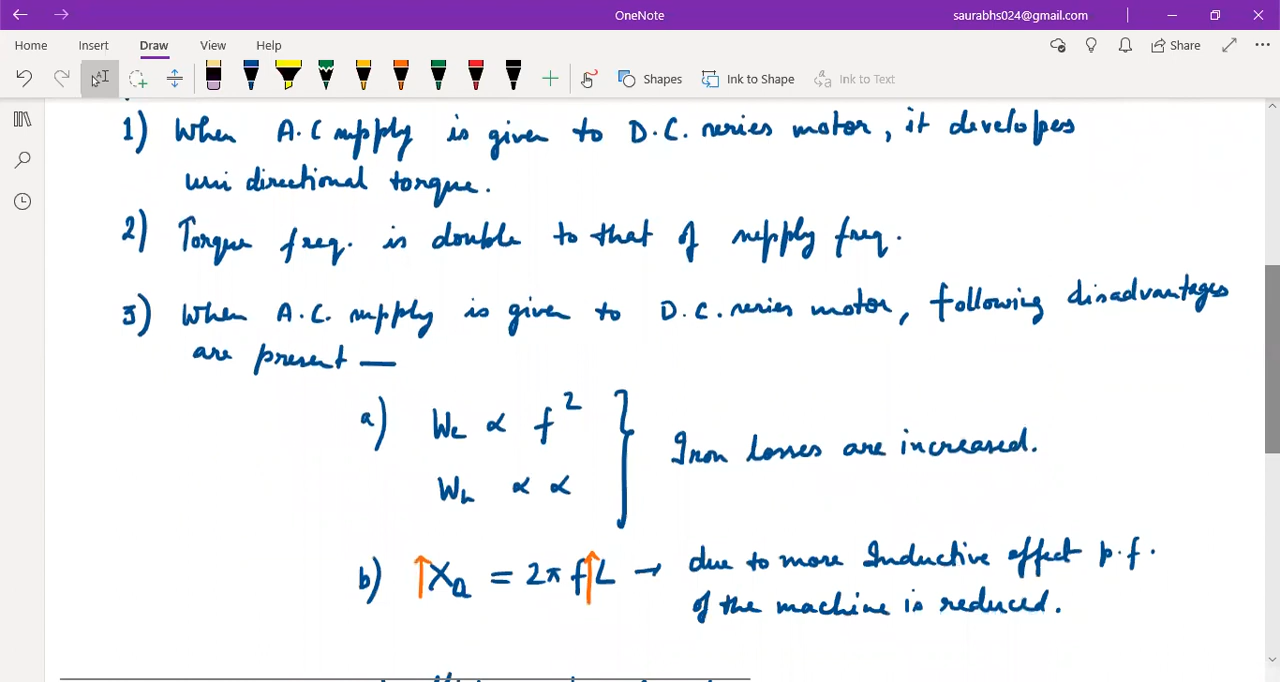 OneNote
saurabhs024@gmail.com
Home Insert Draw View Help
Share
Shapes
Ink to Shape
Ink to Text
1) When A.C supply is given to D.C. series motor, it developes
uni directional torque.
2) Torque freq. is double to that of supply freq.
3) When A.C. supply is given to D.C. series motor, following disadvantages
are present —
a) We ∝ f²
Wh ∝ ∝
Iron losses are increased.
b) ↑Xa = 2π f↑L → due to more Inductive effect p.f.
of the machine is reduced.